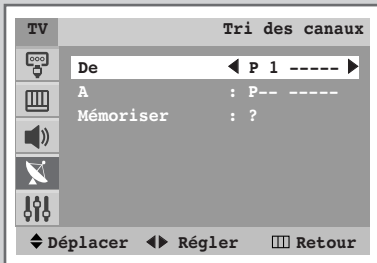 TV Tri des canaux
De ◀ P 1 ----- ▶
A : P-- -----
Mémoriser : ?
Déplacer Régler Retour